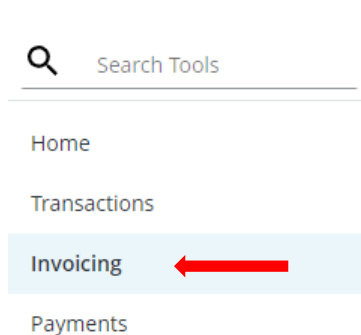 Search Tools
Home
Transactions
Invoicing
Payments